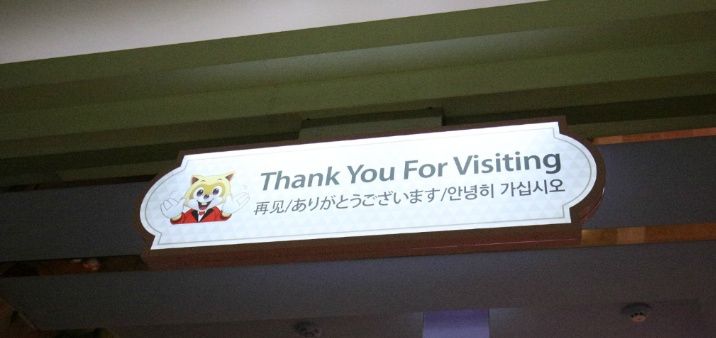 Thank You For Visiting
再见/ありがとうございます/안녕히 가십시오